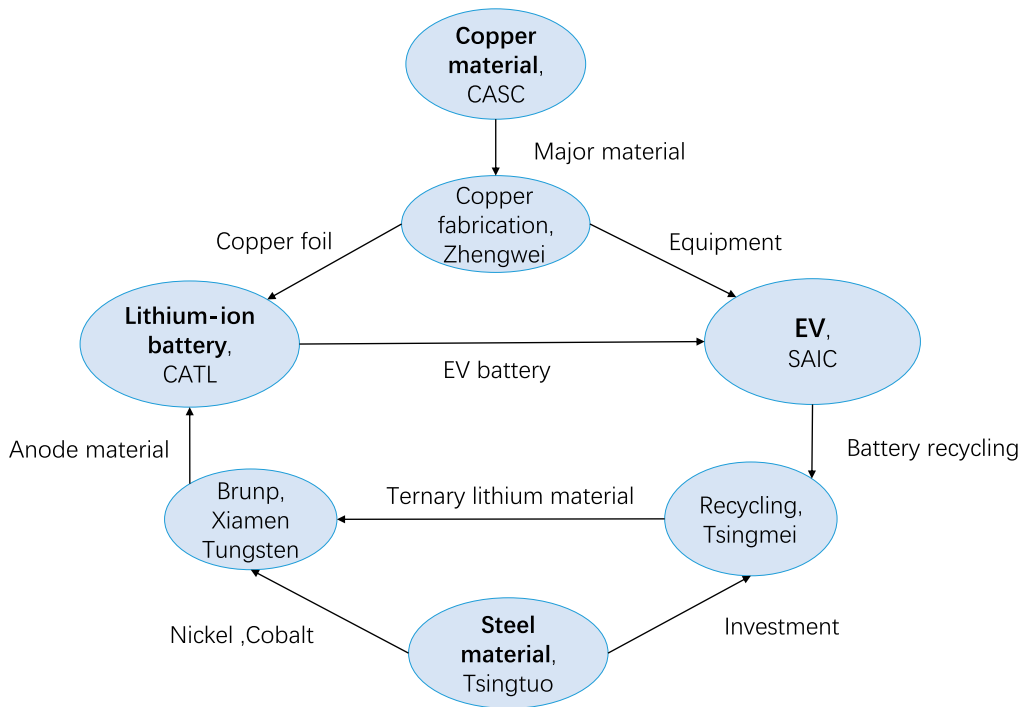 Copper
material,
CASC
Major material
Copper
fabrication,
Zhengwei
Copper foil
Equipment
Lithium-ion
battery,
CATL
EV,
SAIC
EV battery
Anode material
Battery recycling
Brunp,
Xiamen
Tungsten
Ternary lithium material
Recycling,
Tsingmei
Nickel ,Cobalt
Steel
material,
Tsingtuo
Investment